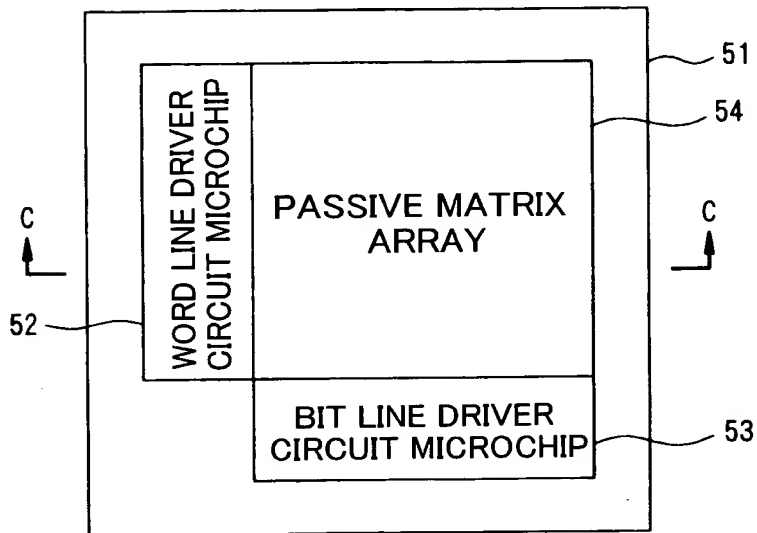 51
54
WORD LINE DRIVER
CIRCUIT MICROCHIP
PASSIVE MATRIX
ARRAY
C
C
52
BIT LINE DRIVER
CIRCUIT MICROCHIP
53